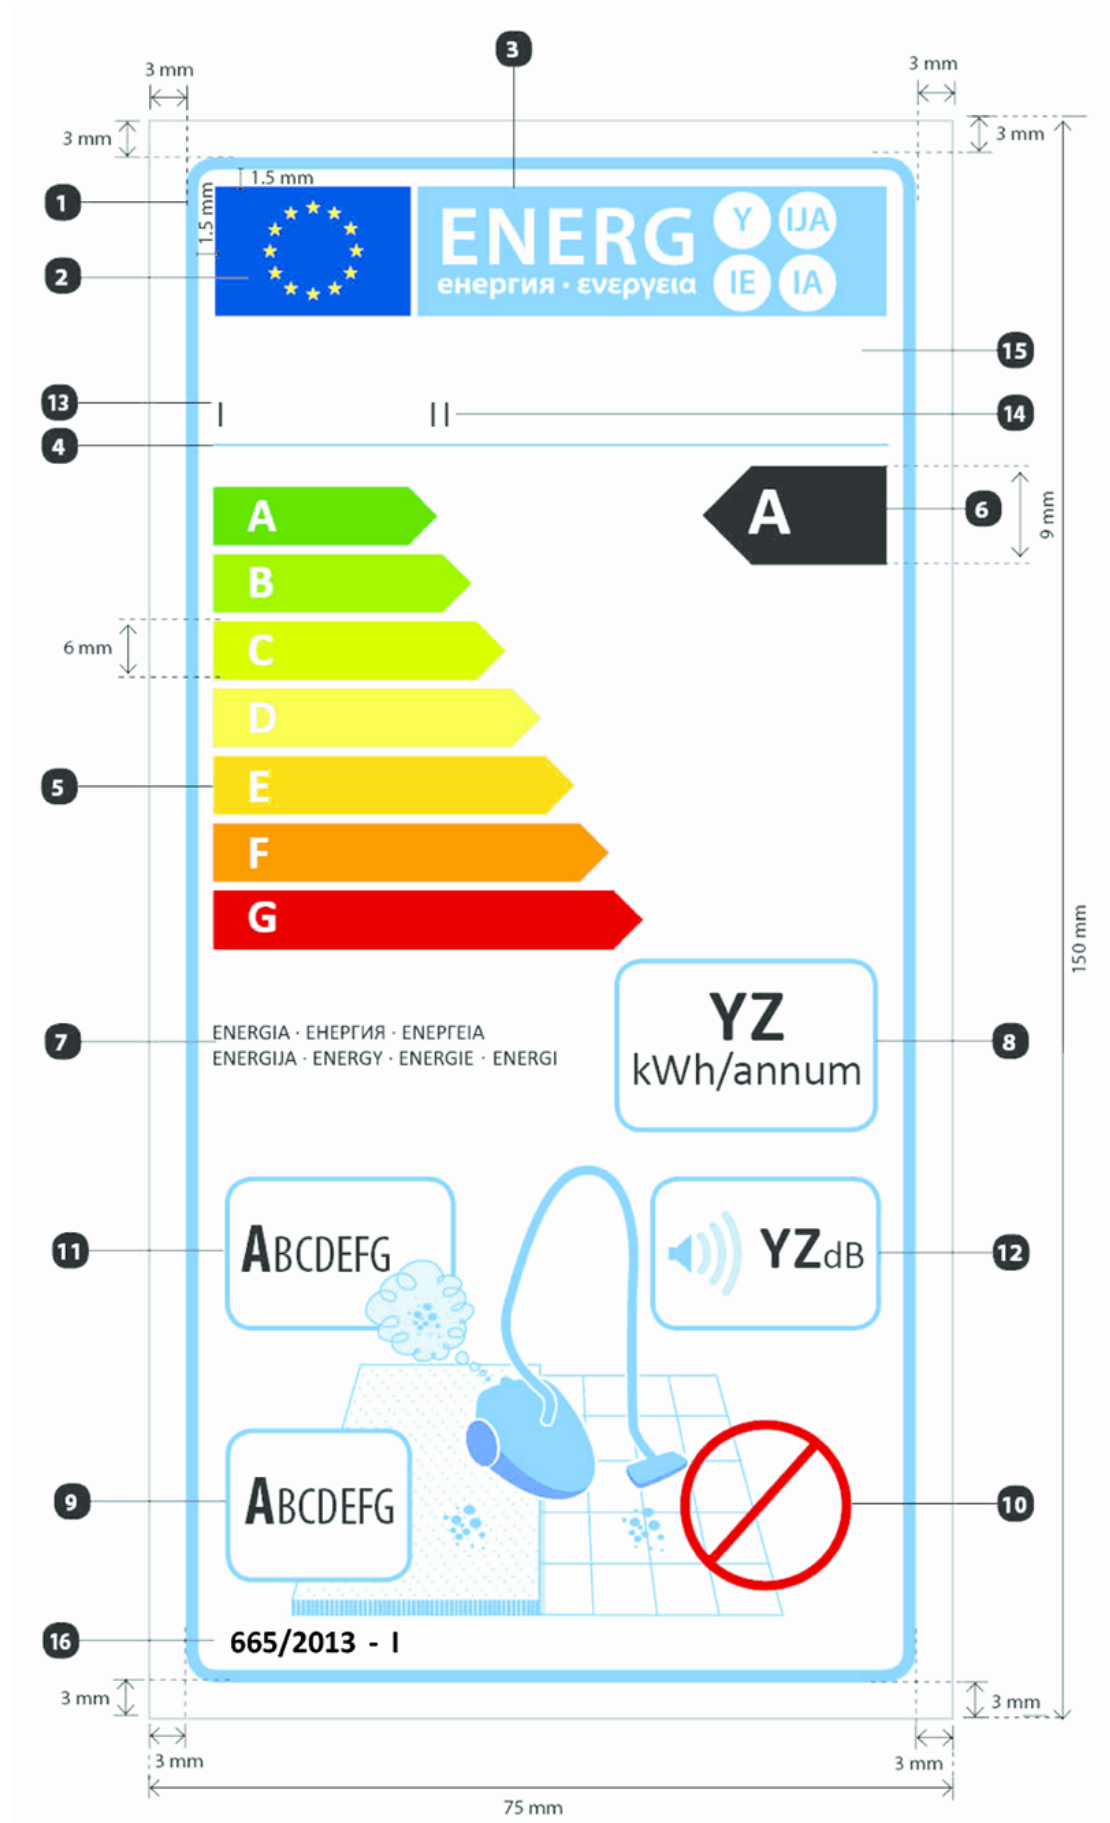 3
3 mm
3 mm
3 mm
3 mm
1
1.5 mm
1.5 mm
2
ENERG
енергия · ενεργεια
Y
IJA
IE
IA
15
13
I
II
14
4
A
A
6
9 mm
B
6 mm
C
D
5
E
F
G
150 mm
7
ENERGIA · ЕНЕРГИЯ · ΕΝΕΡΓΕΙΑ
ENERGIJA · ENERGY · ENERGIE · ENERGI
YZ
kWh/annum
8
11
ABCDEFG
YZdB
12
9
ABCDEFG
10
16
665/2013 - I
3 mm
3 mm
3 mm
3 mm
75 mm